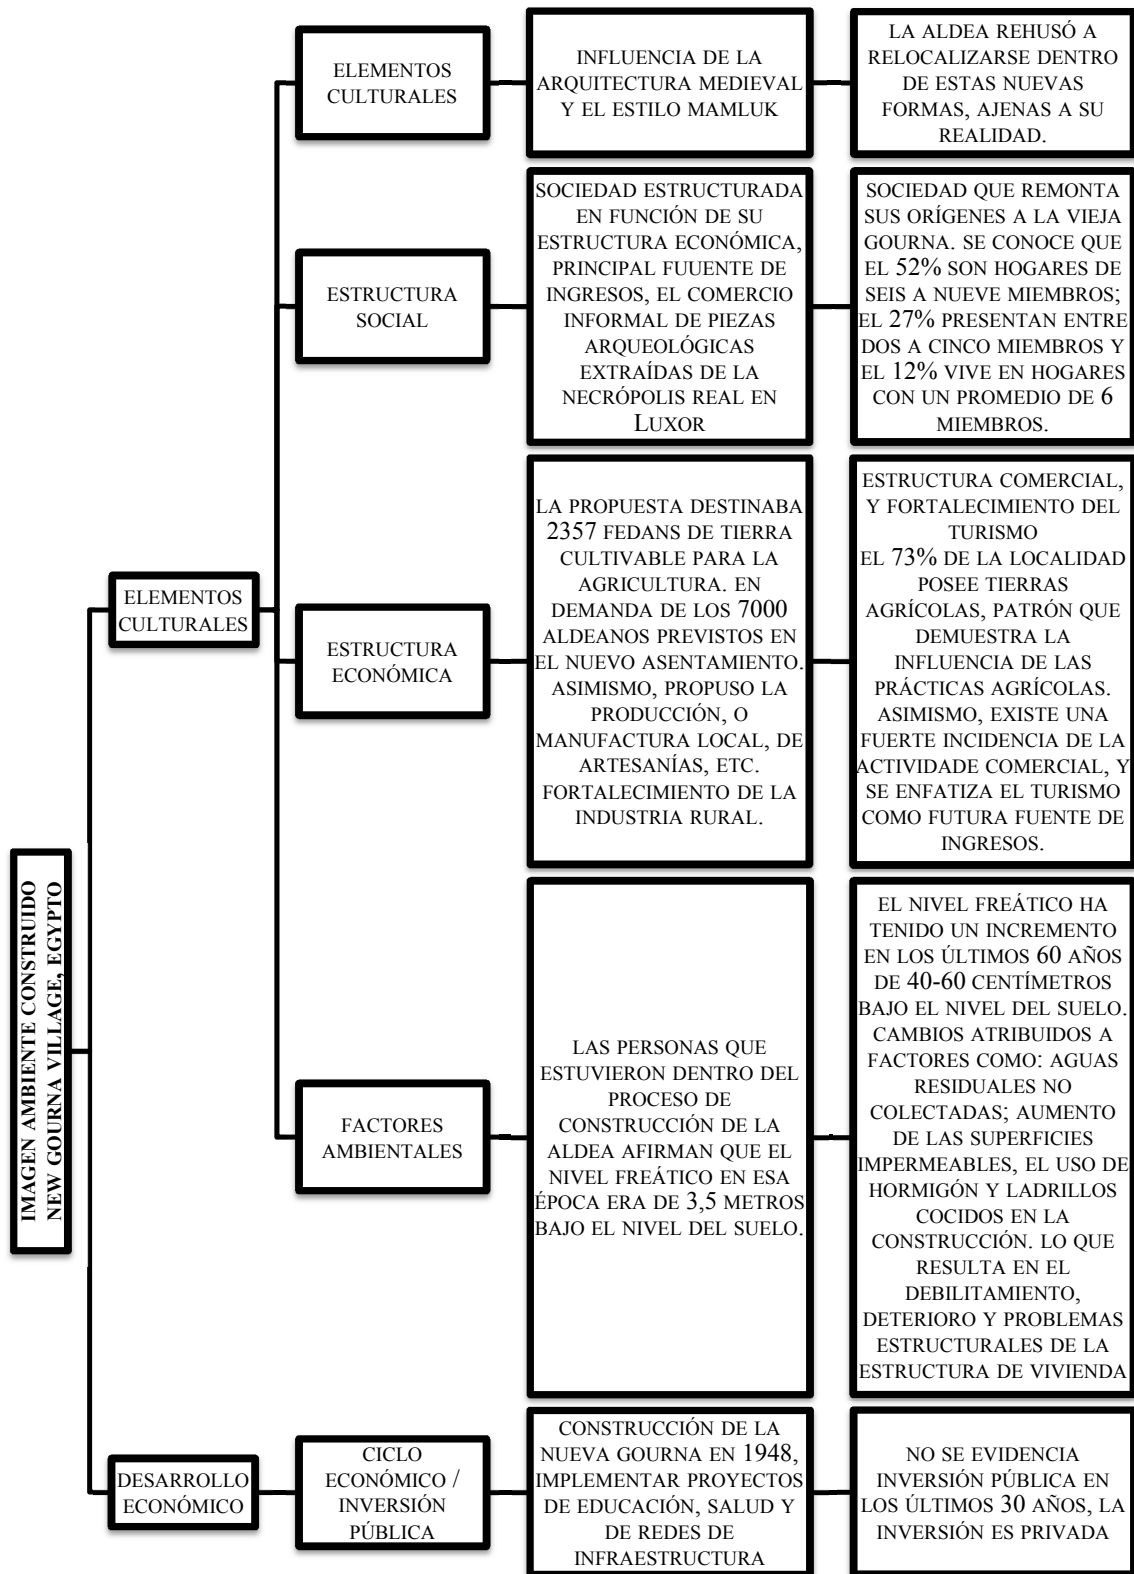 IMAGEN AMBIENTE CONSTRUIDO
NEW GOURNA VILLAGE, EGYPTO
ELEMENTOS
CULTURALES
ELEMENTOS
CULTURALES
INFLUENCIA DE LA
ARQUITECTURA MEDIEVAL
Y EL ESTILO MAMLUK
LA ALDEA REHUSÓ A
RELOCALIZARSE DENTRO
DE ESTAS NUEVAS
FORMAS, AJENAS A SU
REALIDAD.
ESTRUCTURA
SOCIAL
SOCIEDAD ESTRUCTURADA
EN FUNCIÓN DE SU
ESTRUCTURA ECONÓMICA,
PRINCIPAL FUUENTE DE
INGRESOS, EL COMERCIO
INFORMAL DE PIEZAS
ARQUEOLÓGICAS
EXTRAÍDAS DE LA
NECRÓPOLIS REAL EN
LUXOR
SOCIEDAD QUE REMONTA
SUS ORÍGENES A LA VIEJA
GOURNA. SE CONOCE QUE
EL 52% SON HOGARES DE
SEIS A NUEVE MIEMBROS;
EL 27% PRESENTAN ENTRE
DOS A CINCO MIEMBROS Y
EL 12% VIVE EN HOGARES
CON UN PROMEDIO DE 6
MIEMBROS.
ESTRUCTURA
ECONÓMICA
LA PROPUESTA DESTINABA
2357 FEDANS DE TIERRA
CULTIVABLE PARA LA
AGRICULTURA. EN
DEMANDA DE LOS 7000
ALDEANOS PREVISTOS EN
EL NUEVO ASENTAMIENTO.
ASIMISMO, PROPUSO LA
PRODUCCIÓN, O
MANUFACTURA LOCAL, DE
ARTESANÍAS, ETC.
FORTALECIMIENTO DE LA
INDUSTRIA RURAL.
ESTRUCTURA COMERCIAL,
Y FORTALECIMIENTO DEL
TURISMO
EL 73% DE LA LOCALIDAD
POSEE TIERRAS
AGRÍCOLAS, PATRÓN QUE
DEMUESTRA LA
INFLUENCIA DE LAS
PRÁCTICAS AGRÍCOLAS.
ASIMISMO, EXISTE UNA
FUERTE INCIDENCIA DE LA
ACTIVIDADE COMERCIAL, Y
SE ENFATIZA EL TURISMO
COMO FUTURA FUENTE DE
INGRESOS.
FACTORES
AMBIENTALES
LAS PERSONAS QUE
ESTUVIERON DENTRO DEL
PROCESO DE
CONSTRUCCIÓN DE LA
ALDEA AFIRMAN QUE EL
NIVEL FREÁTICO EN ESA
ÉPOCA ERA DE 3,5 METROS
BAJO EL NIVEL DEL SUELO.
EL NIVEL FREÁTICO HA
TENIDO UN INCREMENTO
EN LOS ÚLTIMOS 60 AÑOS
DE 40-60 CENTÍMETROS
BAJO EL NIVEL DEL SUELO.
CAMBIOS ATRIBUIDOS A
FACTORES COMO: AGUAS
RESIDUALES NO
COLECTADAS; AUMENTO
DE LAS SUPERFICIES
IMPERMEABLES, EL USO DE
HORMIGÓN Y LADRILLOS
COCIDOS EN LA
CONSTRUCCIÓN. LO QUE
RESULTA EN EL
DEBILITAMIENTO,
DETERIORO Y PROBLEMAS
ESTRUCTURALES DE LA
ESTRUCTURA DE VIVIENDA
DESARROLLO
ECONÓMICO
CICLO
ECONÓMICO /
INVERSIÓN
PÚBLICA
CONSTRUCCIÓN DE LA
NUEVA GOURNA EN 1948,
IMPLEMENTAR PROYECTOS
DE EDUCACIÓN, SALUD Y
DE REDES DE
INFRAESTRUCTURA
NO SE EVIDENCIA
INVERSIÓN PÚBLICA EN
LOS ÚLTIMOS 30 AÑOS, LA
INVERSIÓN ES PRIVADA